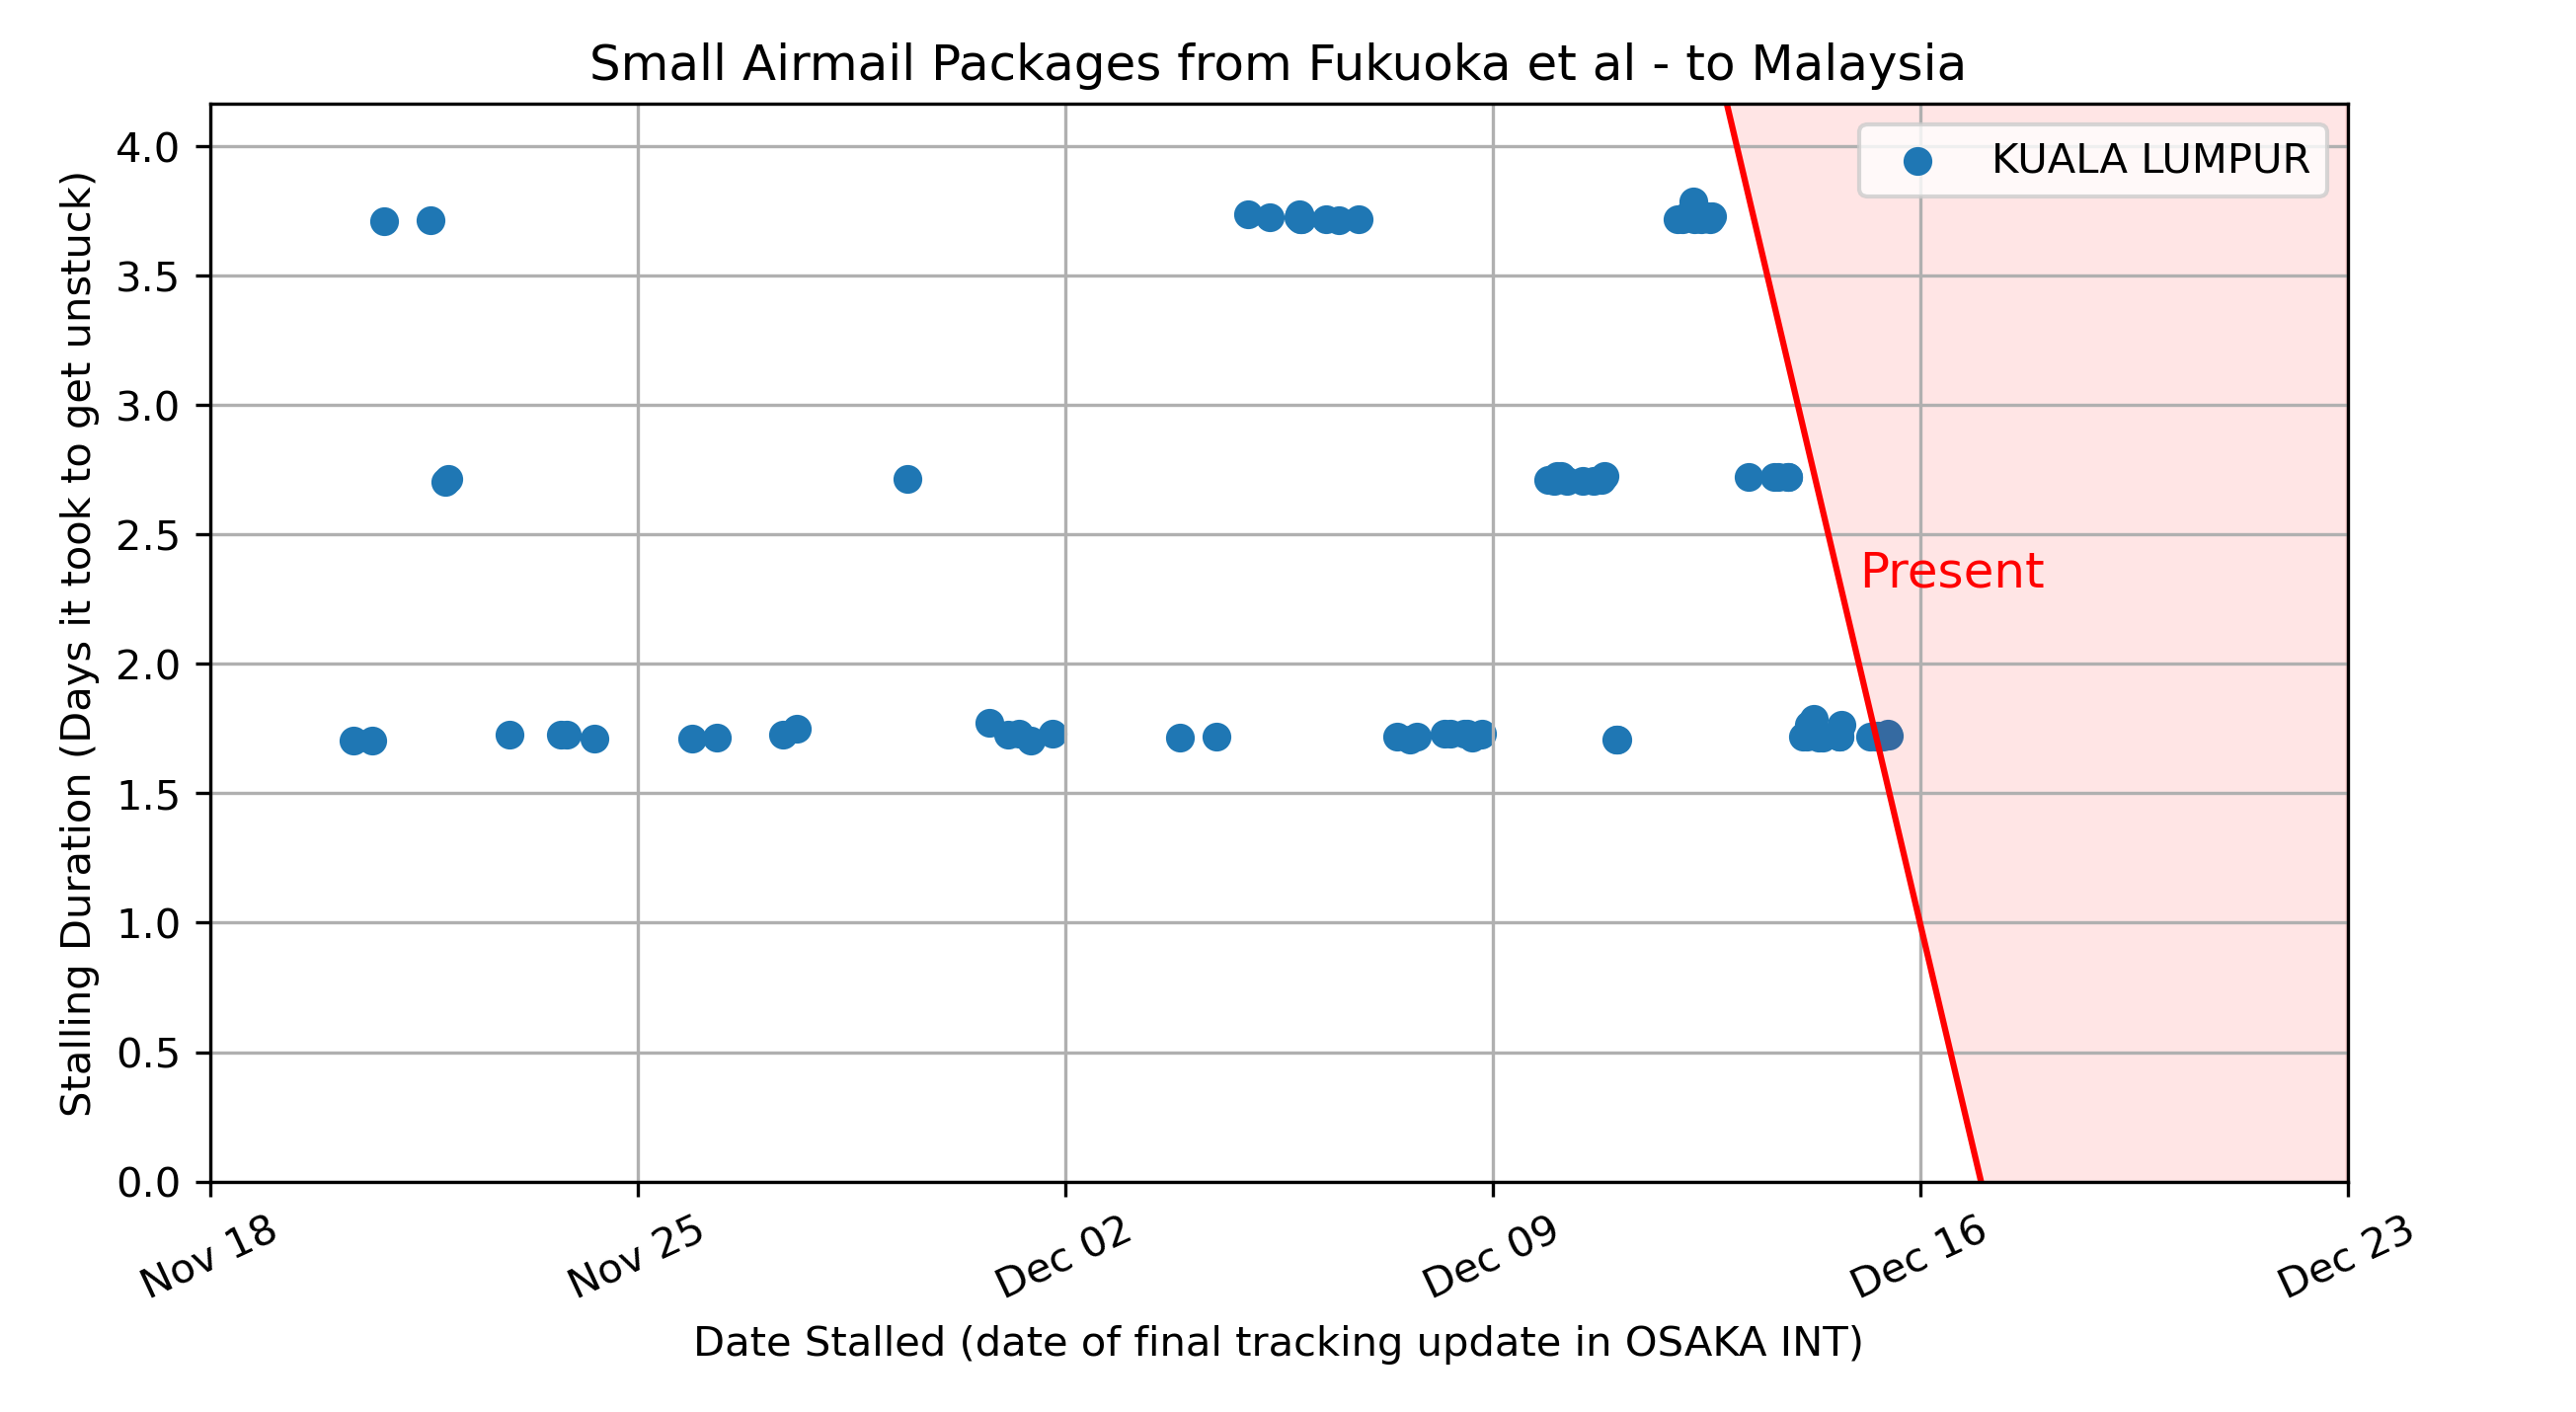 Small Airmail Packages from Fukuoka et al - to Malaysia
Stalling Duration (Days it took to get unstuck)
4.0
3.5
3.0
2.5
2.0
1.5
1.0
0.5
0.0
KUALA LUMPUR
Present
Nov 18
Nov 25
Dec 02
Dec 09
Dec 16
Dec 23
Date Stalled (date of final tracking update in OSAKA INT)